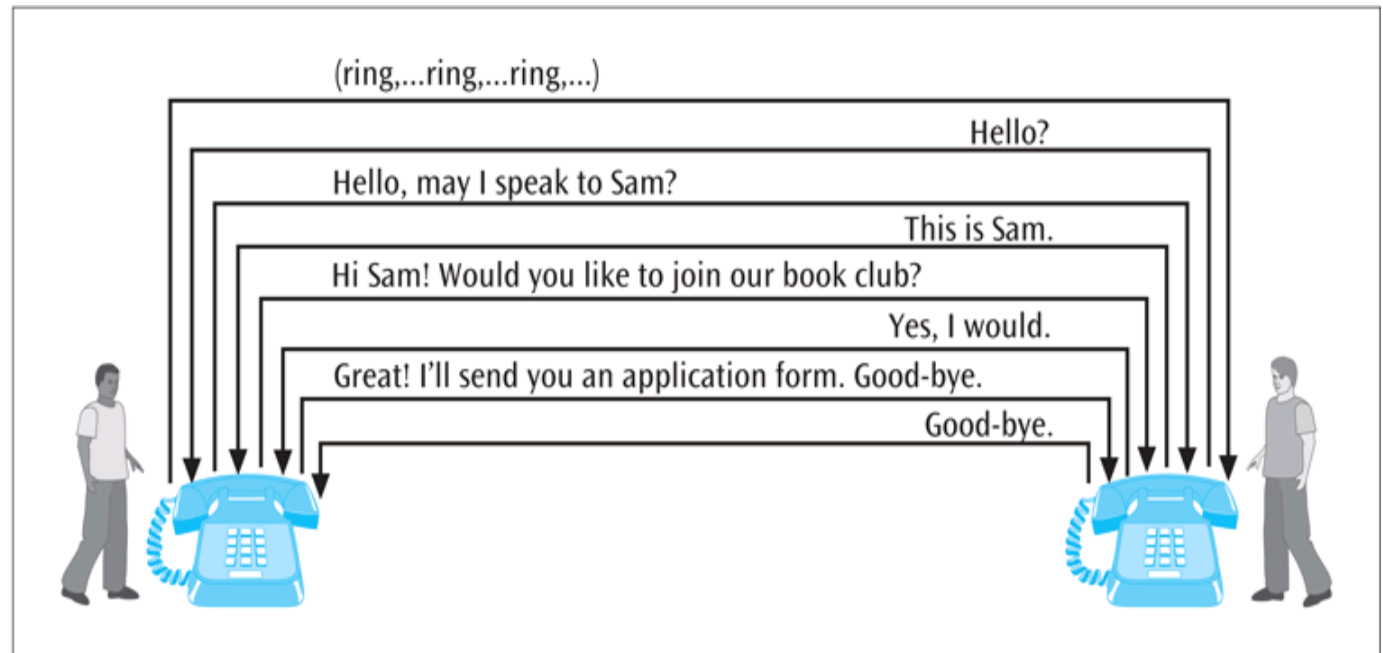 (ring,...ring,...ring,...)
Hello?
Hello, may I speak to Sam?
This is Sam.
Hi Sam! Would you like to join our book club?
Yes, I would.
Great! I'll send you an application form. Good-bye.
Good-bye.